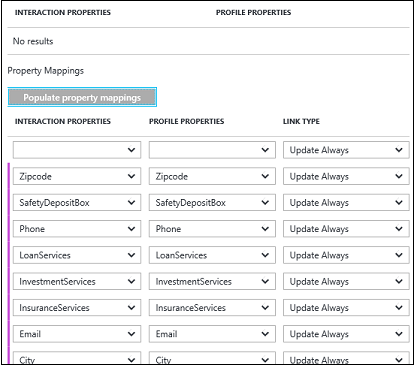 INTERACTION PROPERTIES PROFILE PROPERTIES
No results
Property Mappings
Populate property mappings
INTERACTION PROPERTIES PROFILE PROPERTIES LINK TYPE
Update Always
Zipcode Zipcode Update Always
SafetyDepositBox SafetyDepositBox Update Always
Phone Phone Update Always
LoanServices LoanServices Update Always
InvestmentServices InvestmentServices Update Always
InsuranceServices InsuranceServices Update Always
Email Email Update Always
City City Update Always